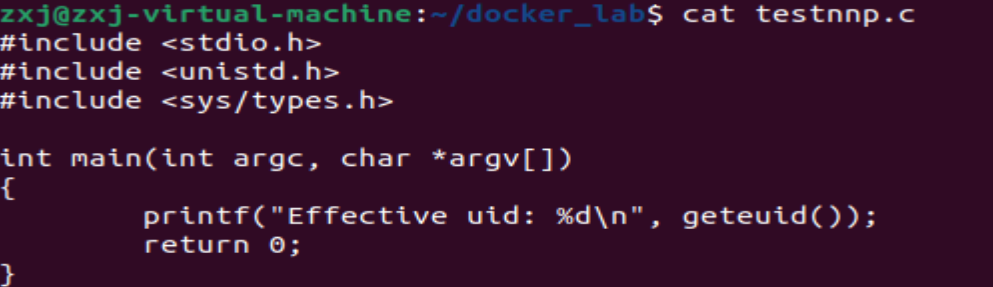 zxj@zxj-virtual-machine:~/docker_lab$ cat testnnp.c
#include <stdio.h>
#include <unistd.h>
#include <sys/types.h>

int main(int argc, char *argv[])
{
        printf("Effective uid: %d\n", geteuid());
        return 0;
}